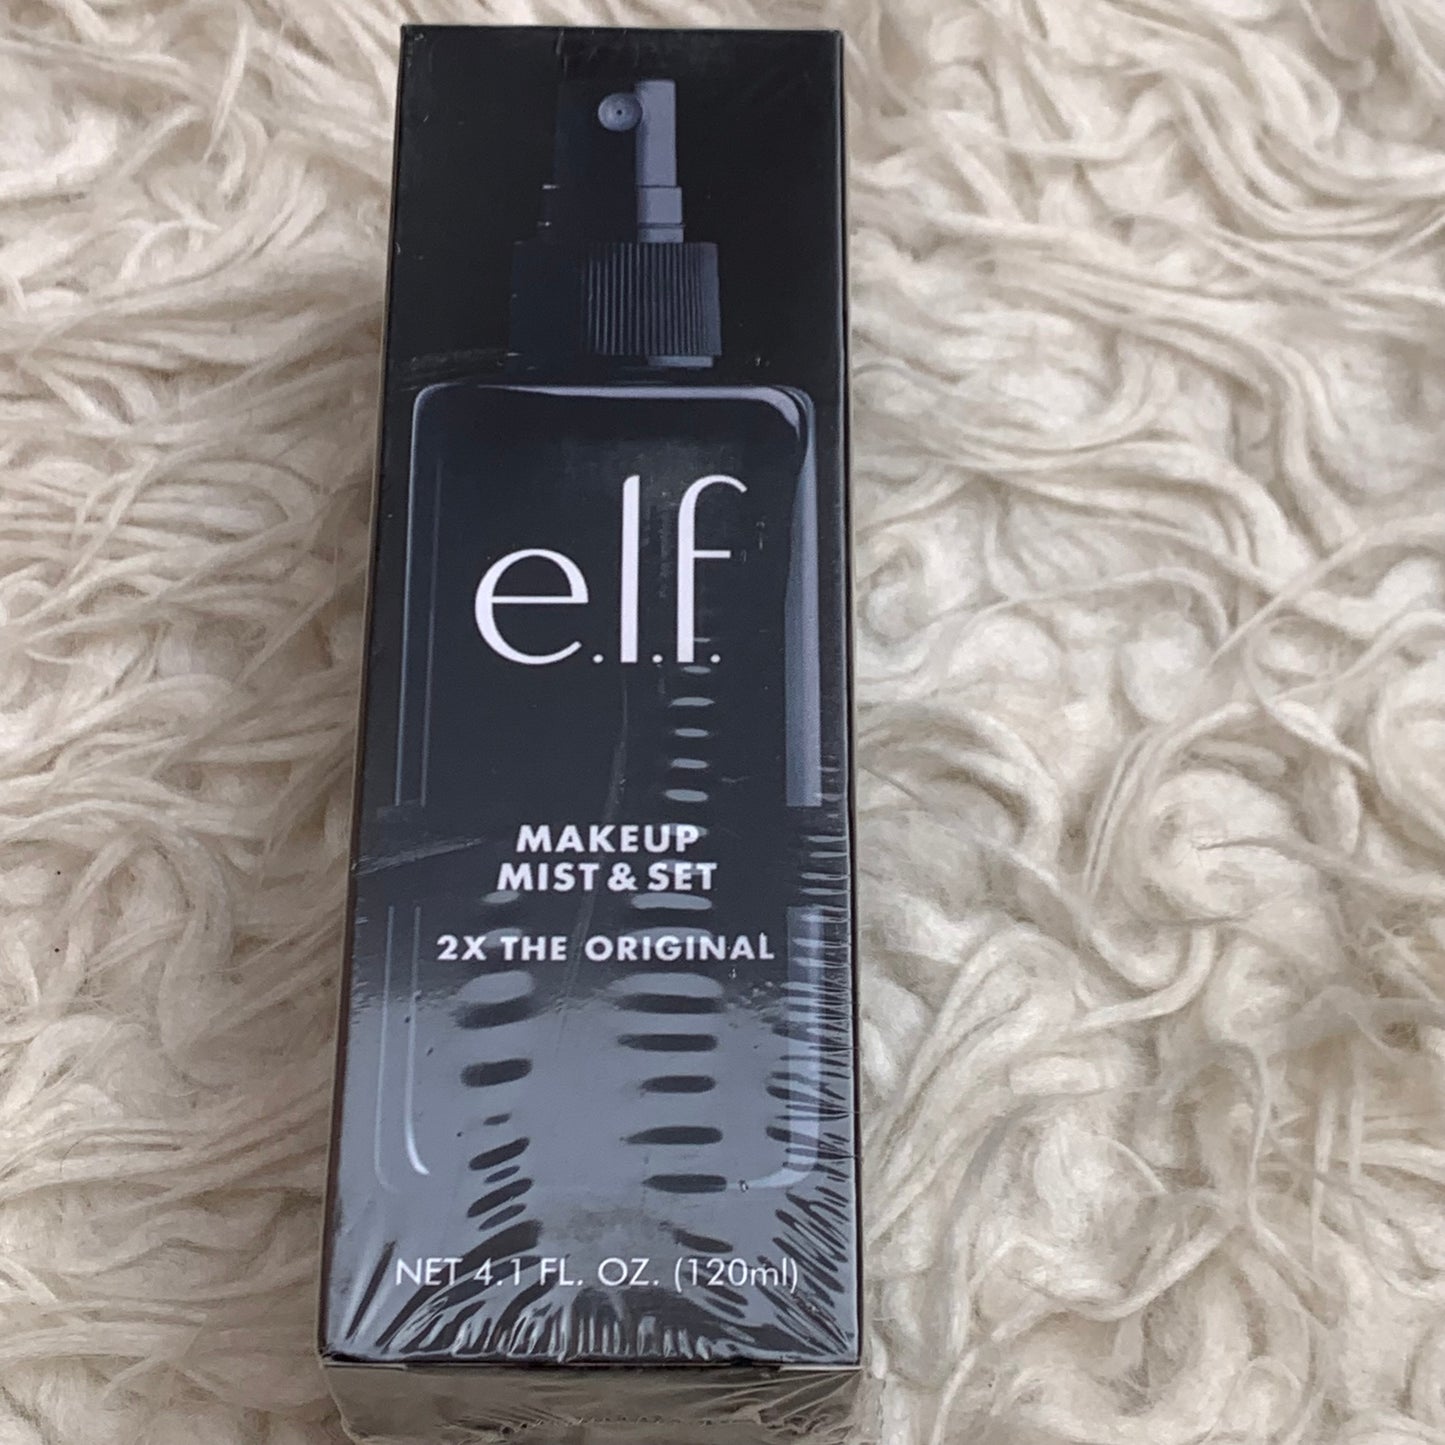 e.l.f.
MAKEUP
MIST & SET
2X THE ORIGINAL
NET 4.1 FL. OZ. (120ml)